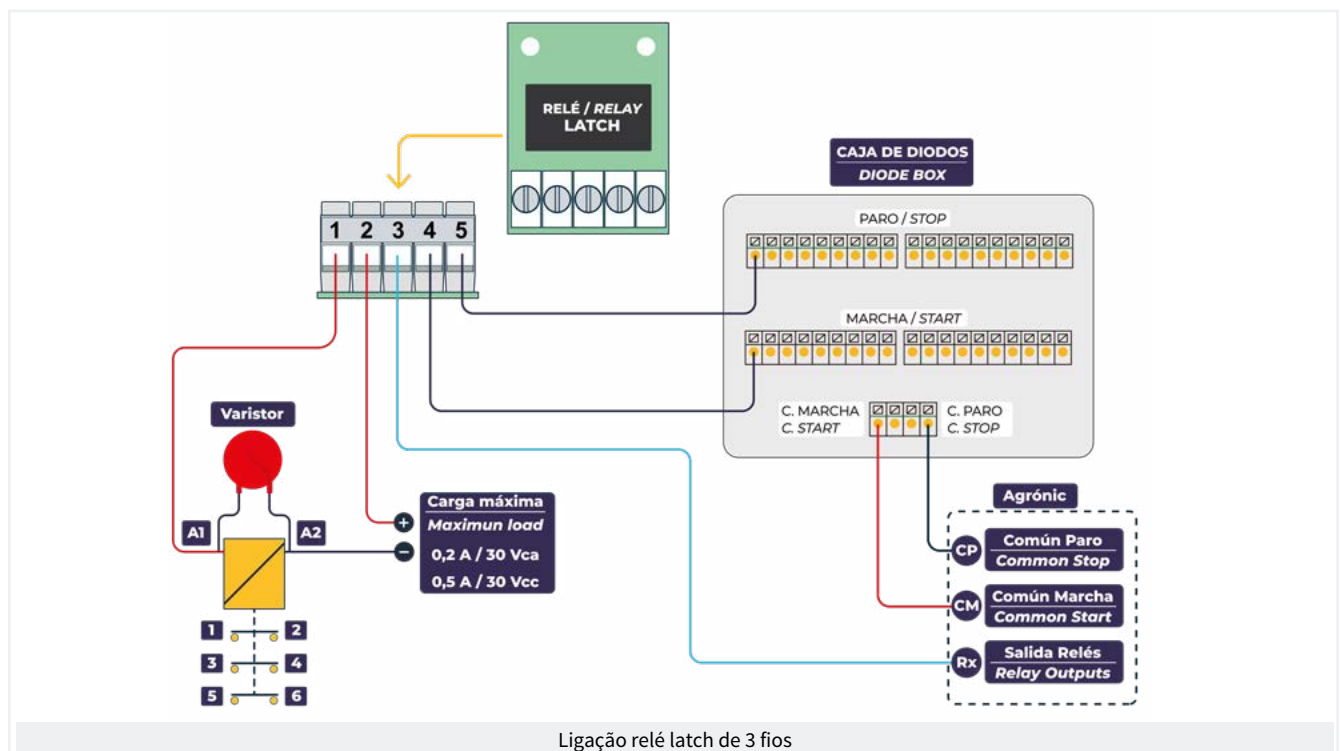 RELÉ / RELAY
LATCH
1 2 3 4 5
CAJA DE DIODOS
DIODE BOX
PARO / STOP
MARCHA / START
C. MARCHA
C. START
C. PARO
C. STOP
Varistor
A1
A2
+
−
Carga máxima
Maximun load
0,2 A / 30 Vca
0,5 A / 30 Vcc
1 2
3 4
5 6
Agrónic
CP
Común Paro
Common Stop
CM
Común Marcha
Common Start
Rx
Salida Relés
Relay Outputs
Ligação relé latch de 3 fios